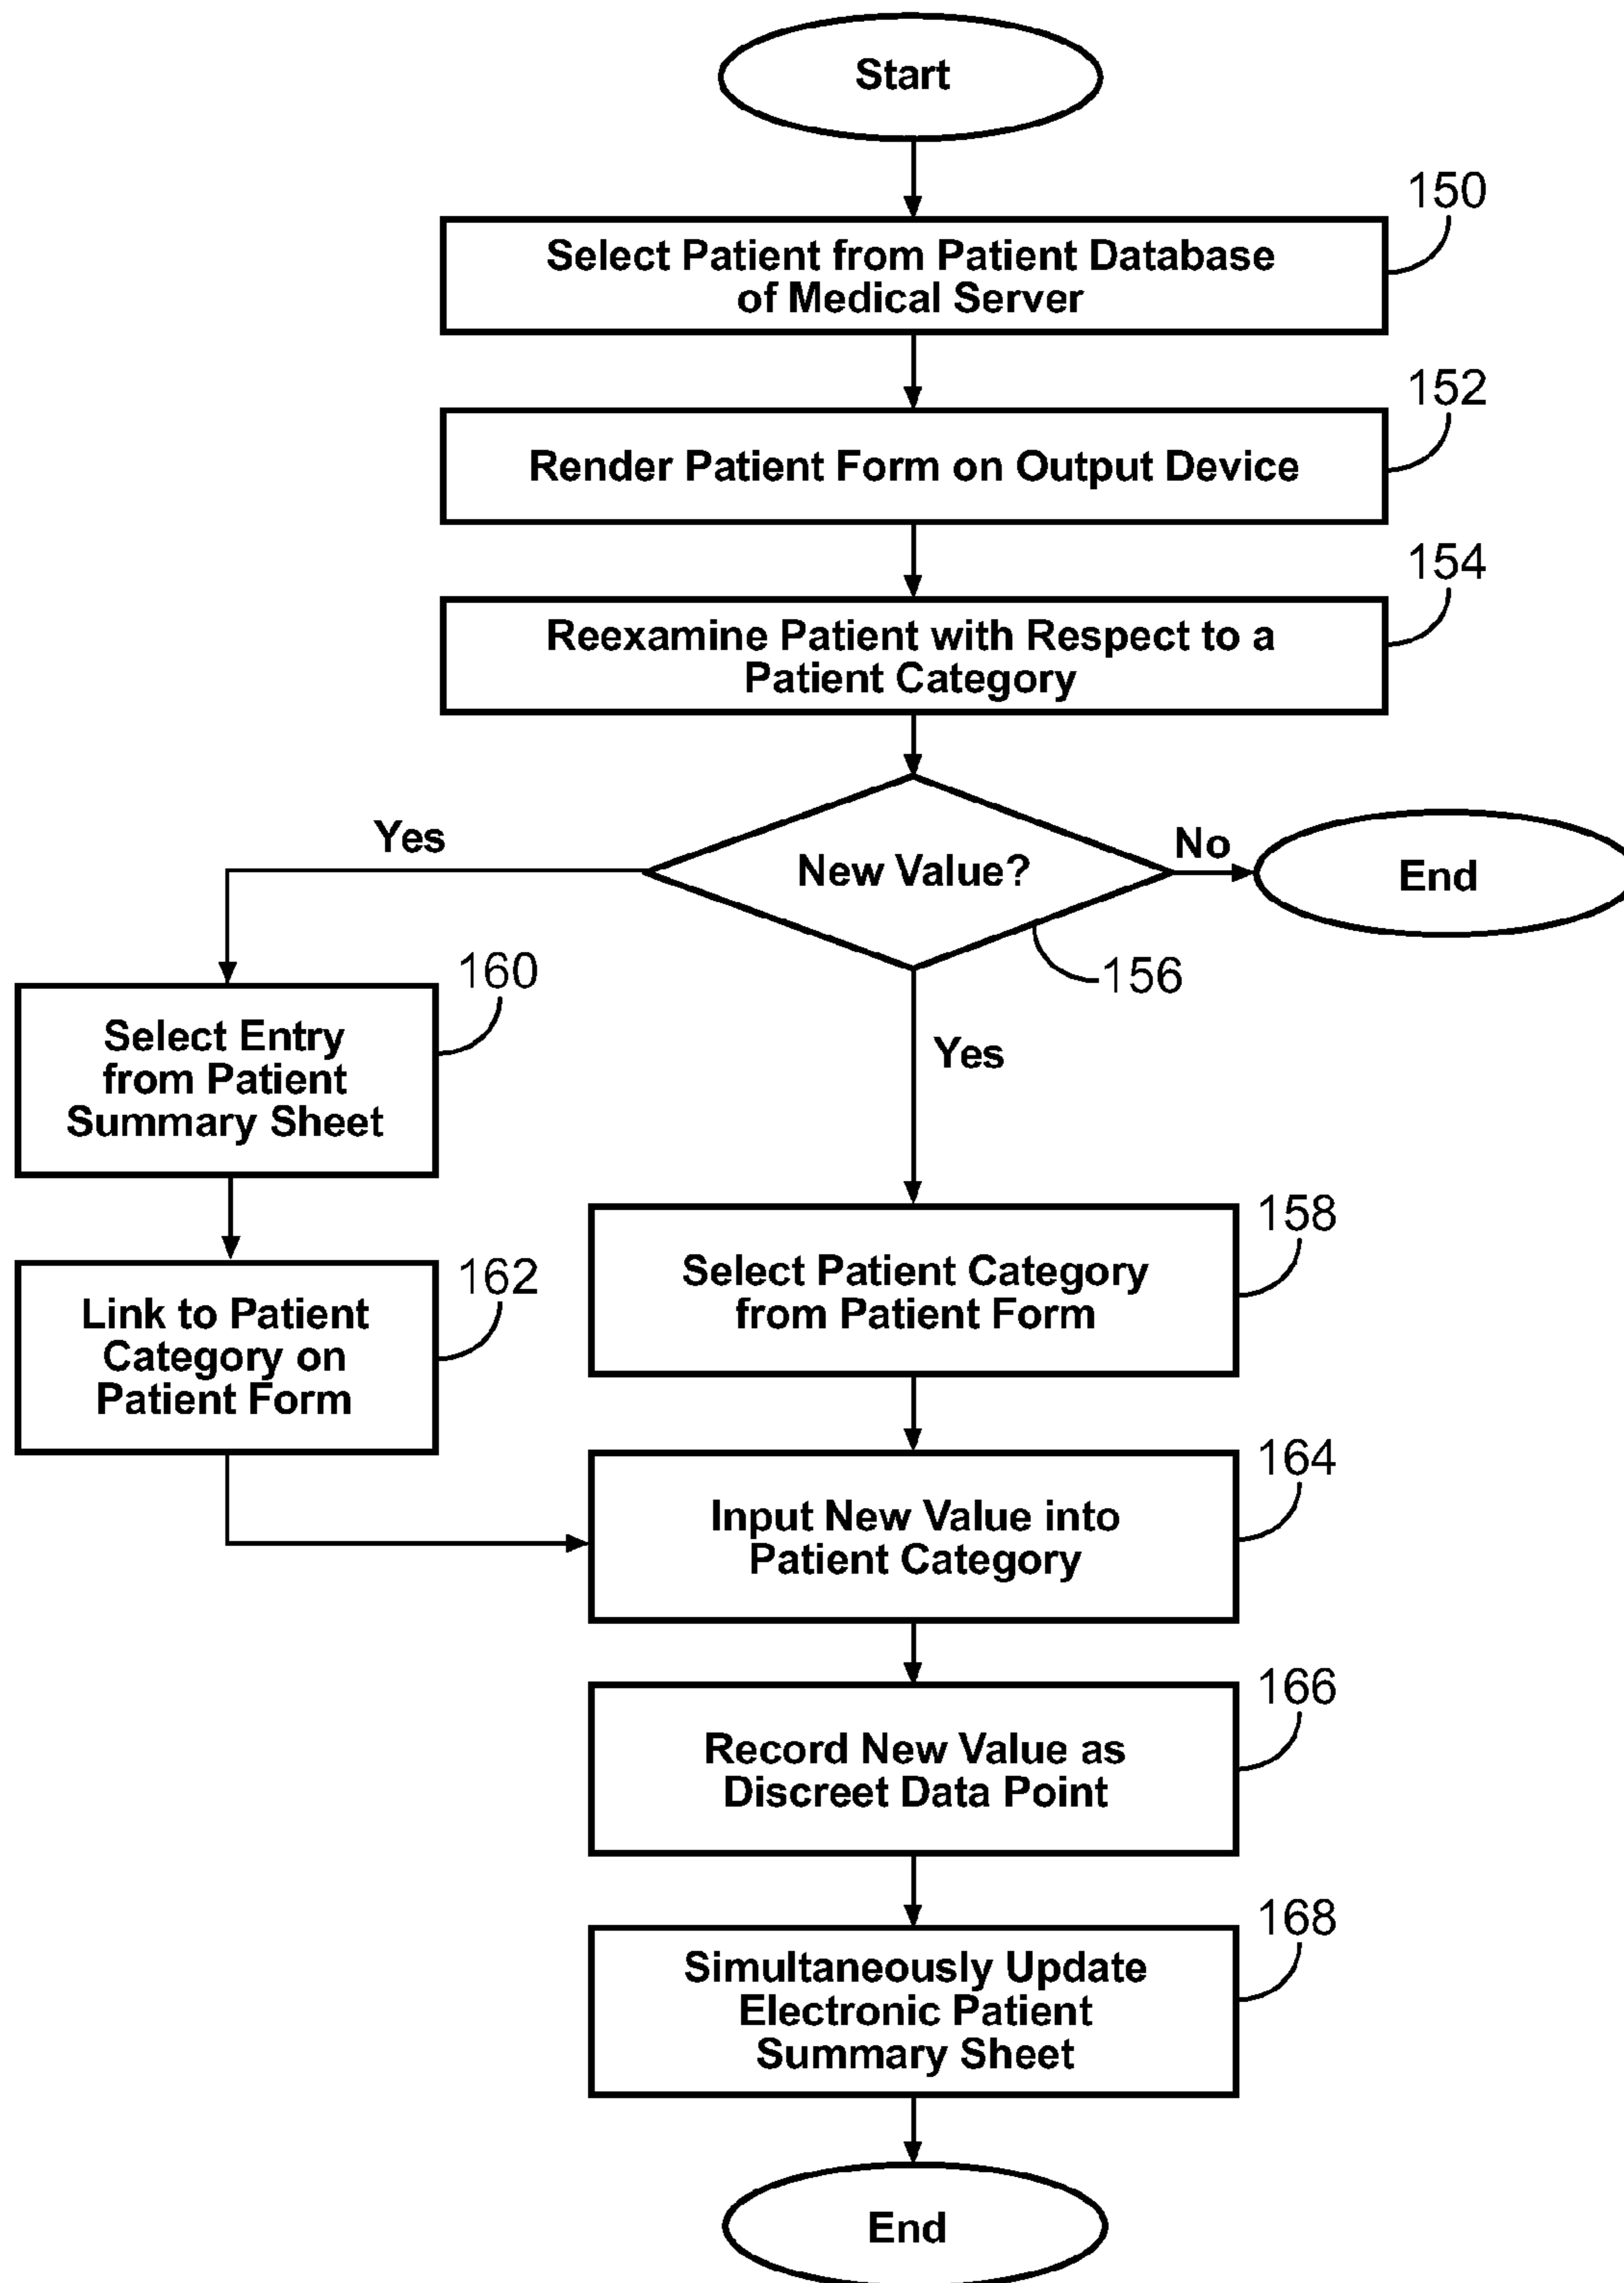 Start
150
Select Patient from Patient Database
of Medical Server
152
Render Patient Form on Output Device
154
Reexamine Patient with Respect to a
Patient Category
Yes
New Value?
No
End
156
160
Select Entry
from Patient
Summary Sheet
Yes
162
Link to Patient
Category on
Patient Form
158
Select Patient Category
from Patient Form
164
Input New Value into
Patient Category
166
Record New Value as
Discreet Data Point
168
Simultaneously Update
Electronic Patient
Summary Sheet
End